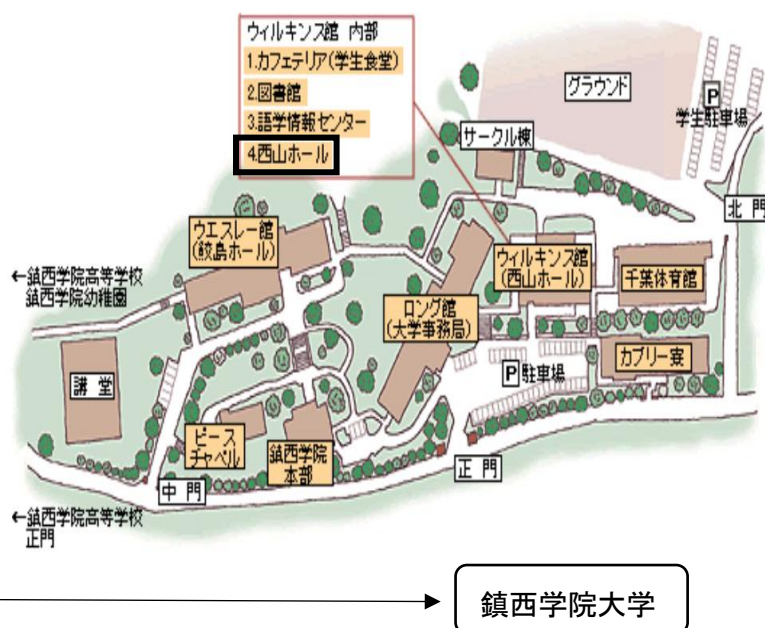 ウィルキンス館 内部
1.カフェテリア(学生食堂)
2.図書館
3.語学情報センター
4.西山ホール
グラウンド
P
学生駐車場
サークル棟
北門
ウエスレー館
(鮫島ホール)
ウィルキンス館
(西山ホール)
千葉体育館
←鎮西学院高等学校
鎮西学院幼稚園
ロング館
(大学事務局)
カブリー寮
講堂
P 駐車場
ピース
チャペル
鎮西学院
本部
正門
中門
←鎮西学院高等学校
正門
鎮西学院大学